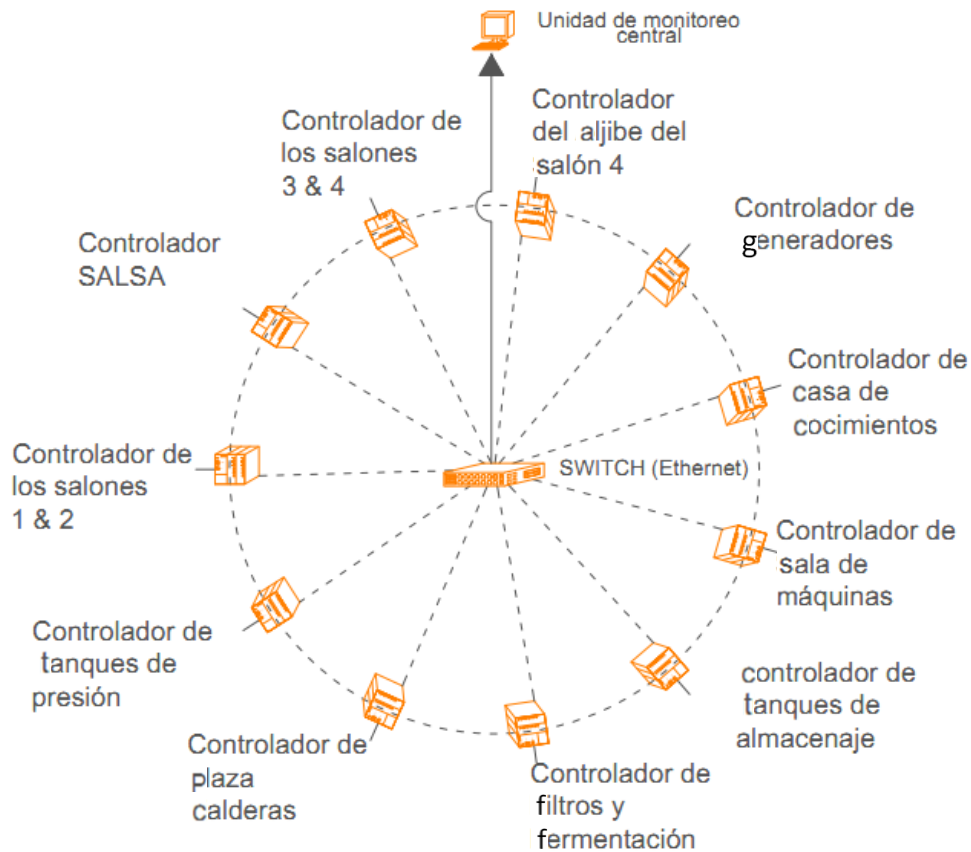 Unidad de monitoreo
central
Controlador
del aljibe del
salón 4
Controlador de
los salones
3 & 4
Controlador de
generadores
Controlador
SALSA
Controlador de
casa de
cocimientos
Controlador de
los salones
1 & 2
SWITCH (Ethernet)
Controlador de
sala de
máquinas
Controlador de
tanques de
presión
controlador de
tanques de
almacenaje
Controlador de
plaza
calderas
Controlador de
filtros y
fermentación